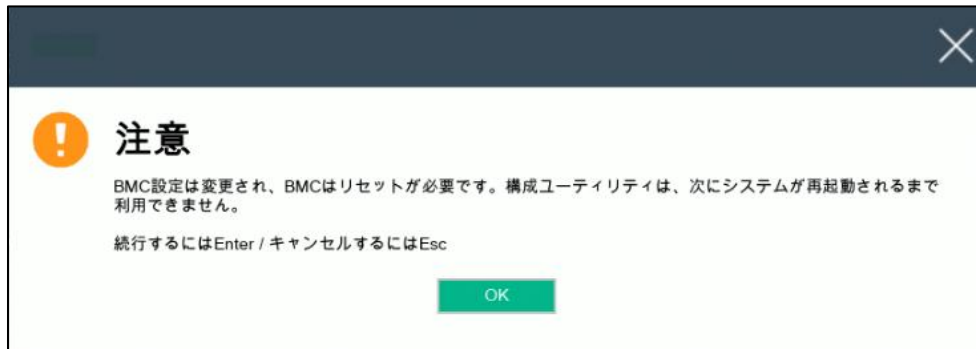 注意
BMC設定は変更され、BMCはリセットが必要です。構成ユーティリティは、次にシステムが再起動されるまで
利用できません。
続行するにはEnter / キャンセルするにはEsc
OK